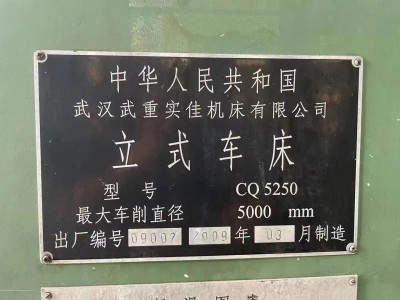 中华人民共和国
武汉武重实佳机床有限公司
立式车床
型号 CQ 5250
最大车削直径 5000 mm
出厂编号 09007 2009 年 03 月制造